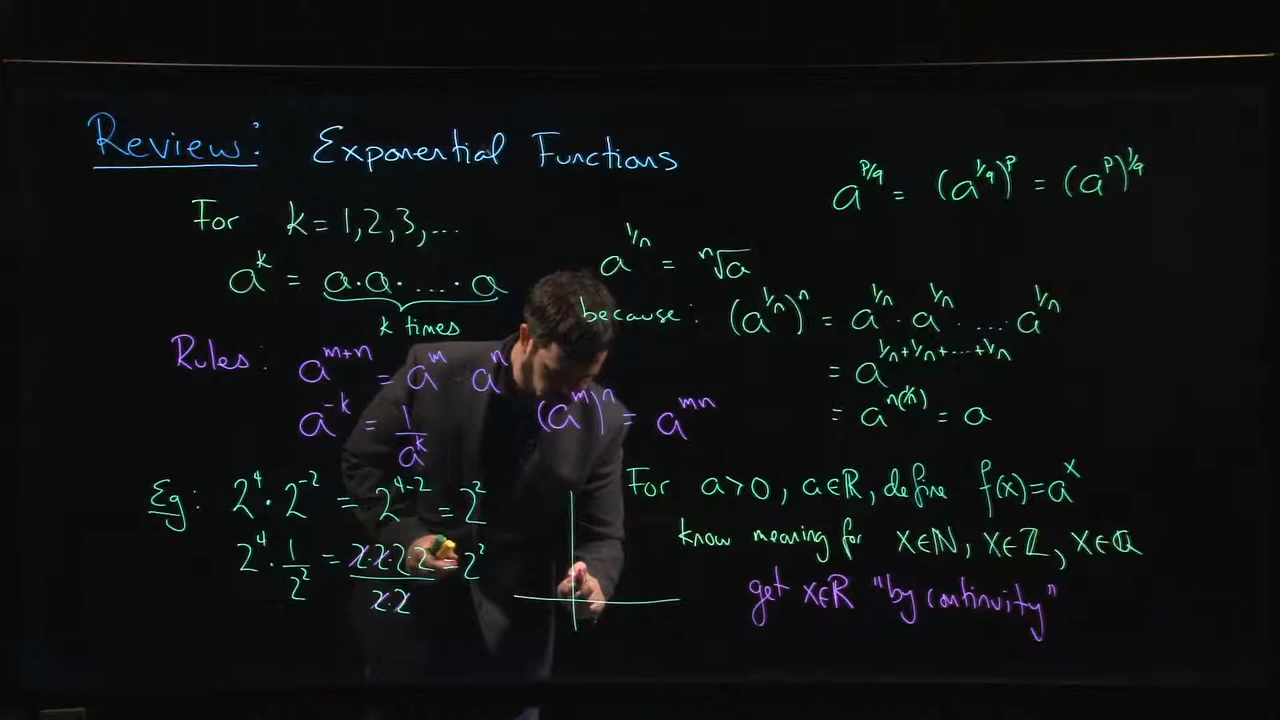 Review: Exponential Functions
For k = 1, 2, 3, ...
a^k = a · a · .... · a
k times
Rules: a^{m+n} = a^m a^n
a^{-k} = 1/a^k (a^m)^n = a^{mn}
Eg: 2^4 · 2^{-2} = 2^{4-2} = 2^2
2^4 · 1/2^2 = 2·2·2·2/2·2 = 2^2
a^{p/q} = (a^{1/q})^p = (a^p)^{1/q}
a^{1/n} = ⁿ√a
because: (a^{1/n})^n = a^{1/n} · a^{1/n} · .... · a^{1/n}
= a^{1/n + 1/n + ... + 1/n}
= a^{n(1/n)} = a
For a>0, a∈ℝ, define f(x)=a^x
know meaning for x∈ℕ, x∈ℤ, x∈ℚ
get x∈ℝ "by continuity"